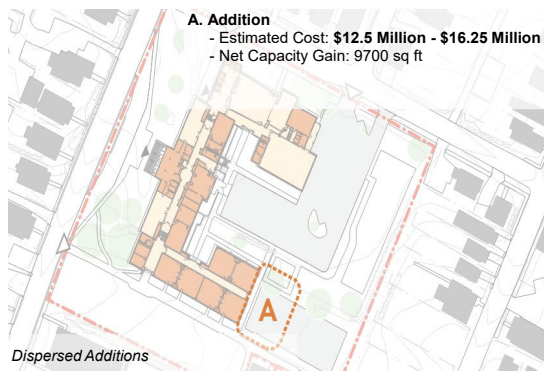 A. Addition
- Estimated Cost: $12.5 Million - $16.25 Million
- Net Capacity Gain: 9700 sq ft
A
Dispersed Additions